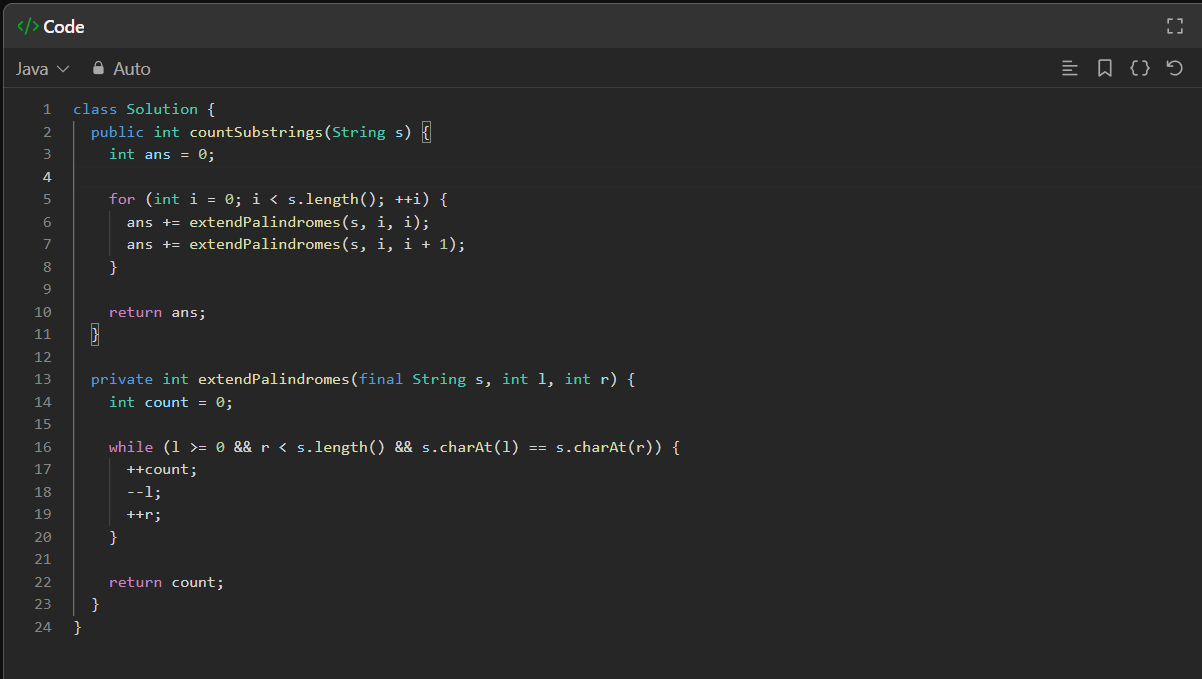 </> Code
Java Auto
1 class Solution {
2 public int countSubstrings(String s) {
3 int ans = 0;
4
5 for (int i = 0; i < s.length(); ++i) {
6 ans += extendPalindromes(s, i, i);
7 ans += extendPalindromes(s, i, i + 1);
8 }
9
10 return ans;
11 }
12
13 private int extendPalindromes(final String s, int l, int r) {
14 int count = 0;
15
16 while (l >= 0 && r < s.length() && s.charAt(l) == s.charAt(r)) {
17 ++count;
18 --l;
19 ++r;
20 }
21
22 return count;
23 }
24 }